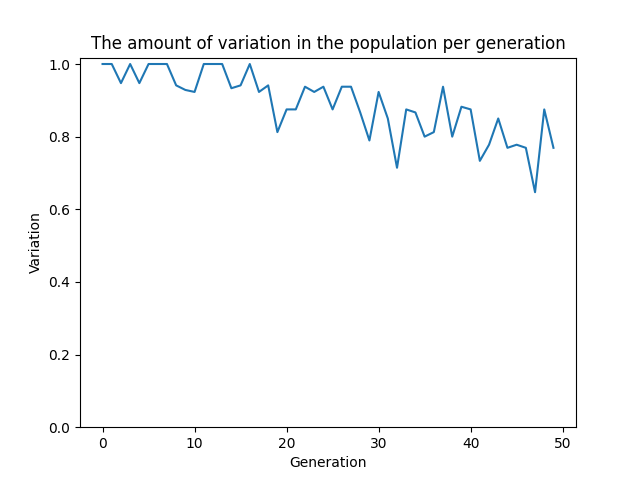 The amount of variation in the population per generation
1.0
0.8
0.6
0.4
0.2
0.0
Variation
0 10 20 30 40 50
Generation